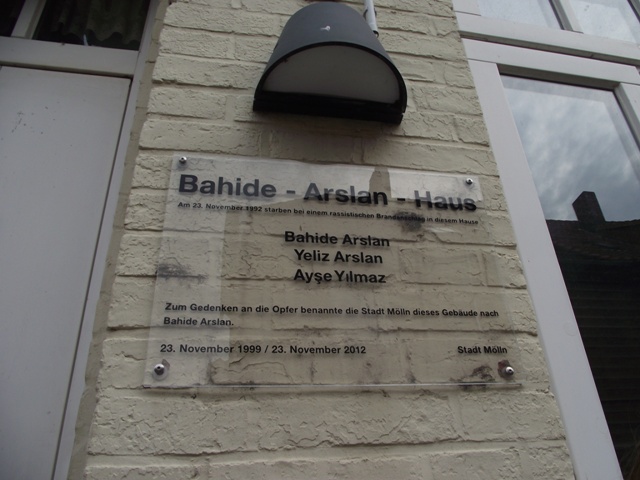 Bahide - Arslan - Haus
Am 23. November 1992 starben bei einem rassistischen Brandanschlag in diesem Hause
Bahide Arslan
Yeliz Arslan
Ayşe Yılmaz
Zum Gedenken an die Opfer benannte die Stadt Mölln dieses Gebäude nach
Bahide Arslan.
23. November 1999 / 23. November 2012 Stadt Mölln